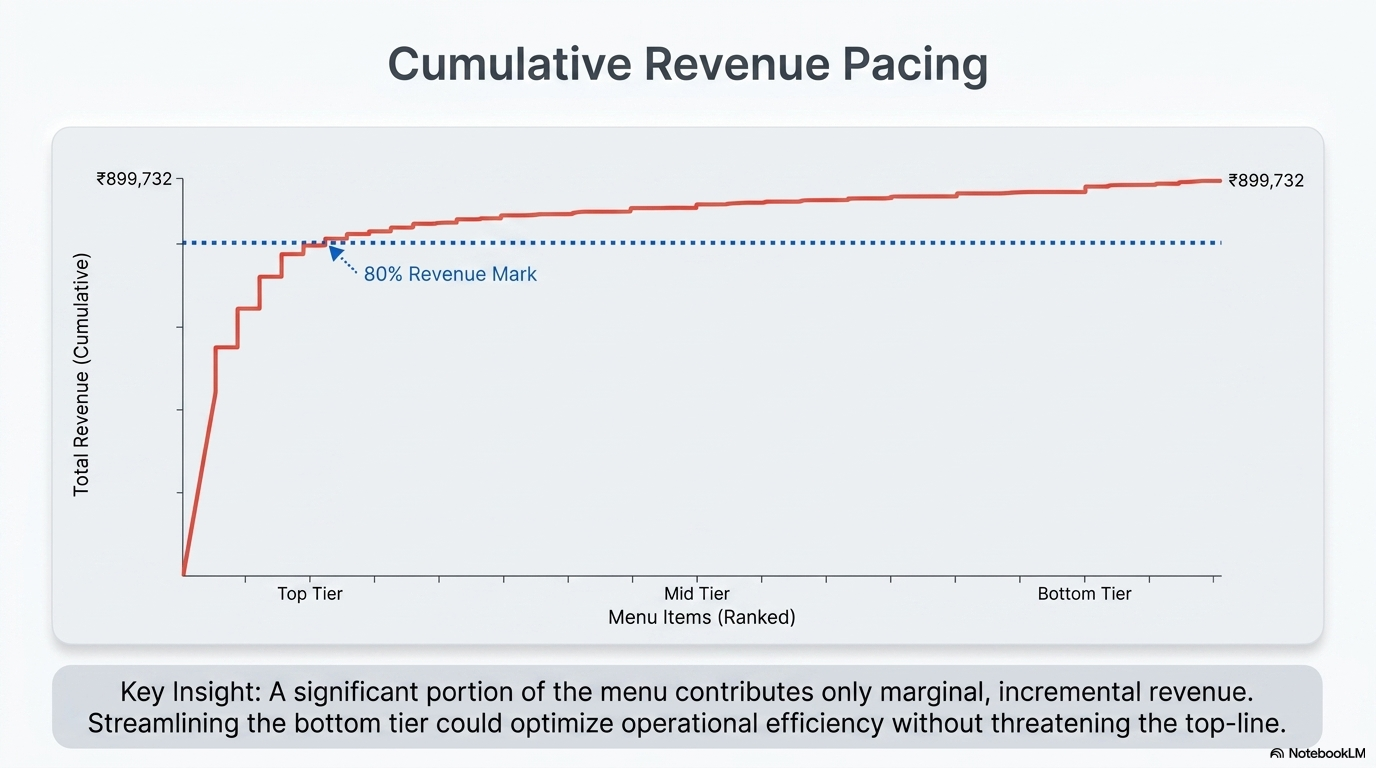 Cumulative Revenue Pacing
₹899,732
₹899,732
80% Revenue Mark
Total Revenue (Cumulative)
Top Tier
Mid Tier
Bottom Tier
Menu Items (Ranked)
Key Insight: A significant portion of the menu contributes only marginal, incremental revenue.
Streamlining the bottom tier could optimize operational efficiency without threatening the top-line.
NotebookLM